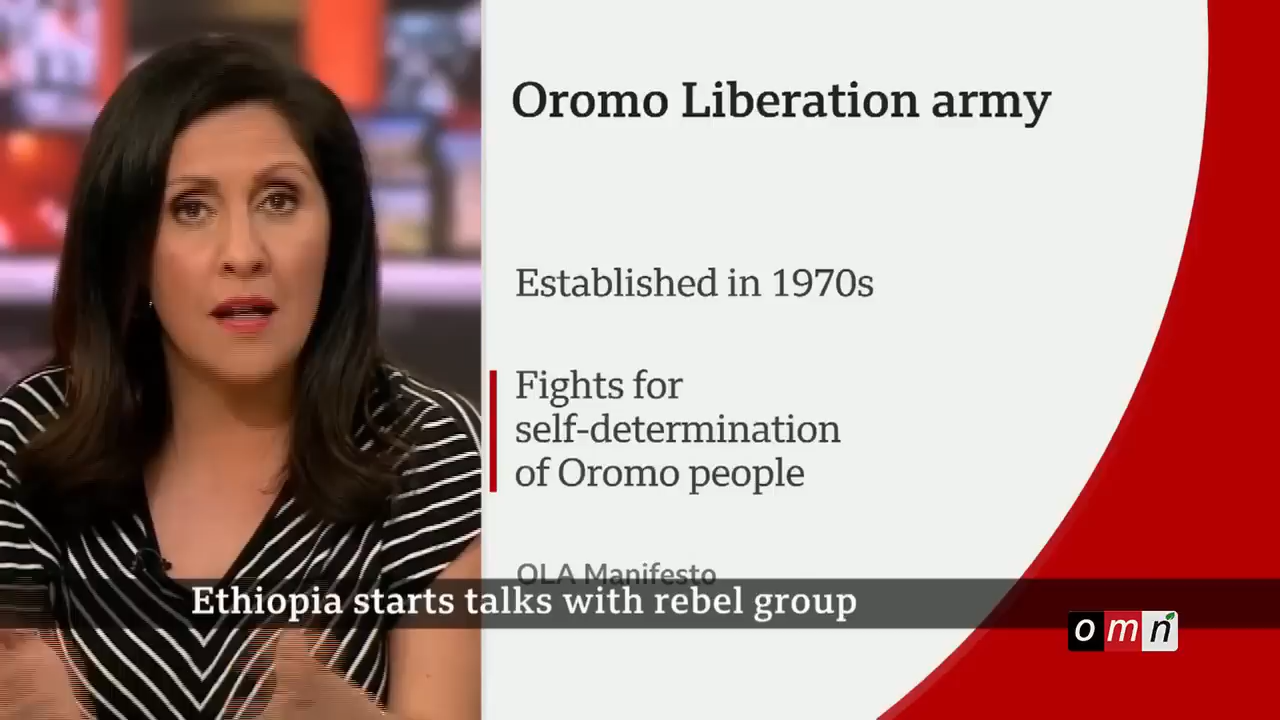 Oromo Liberation army
Established in 1970s
Fights for
self-determination
of Oromo people
OLA Manifesto
Ethiopia starts talks with rebel group
omn